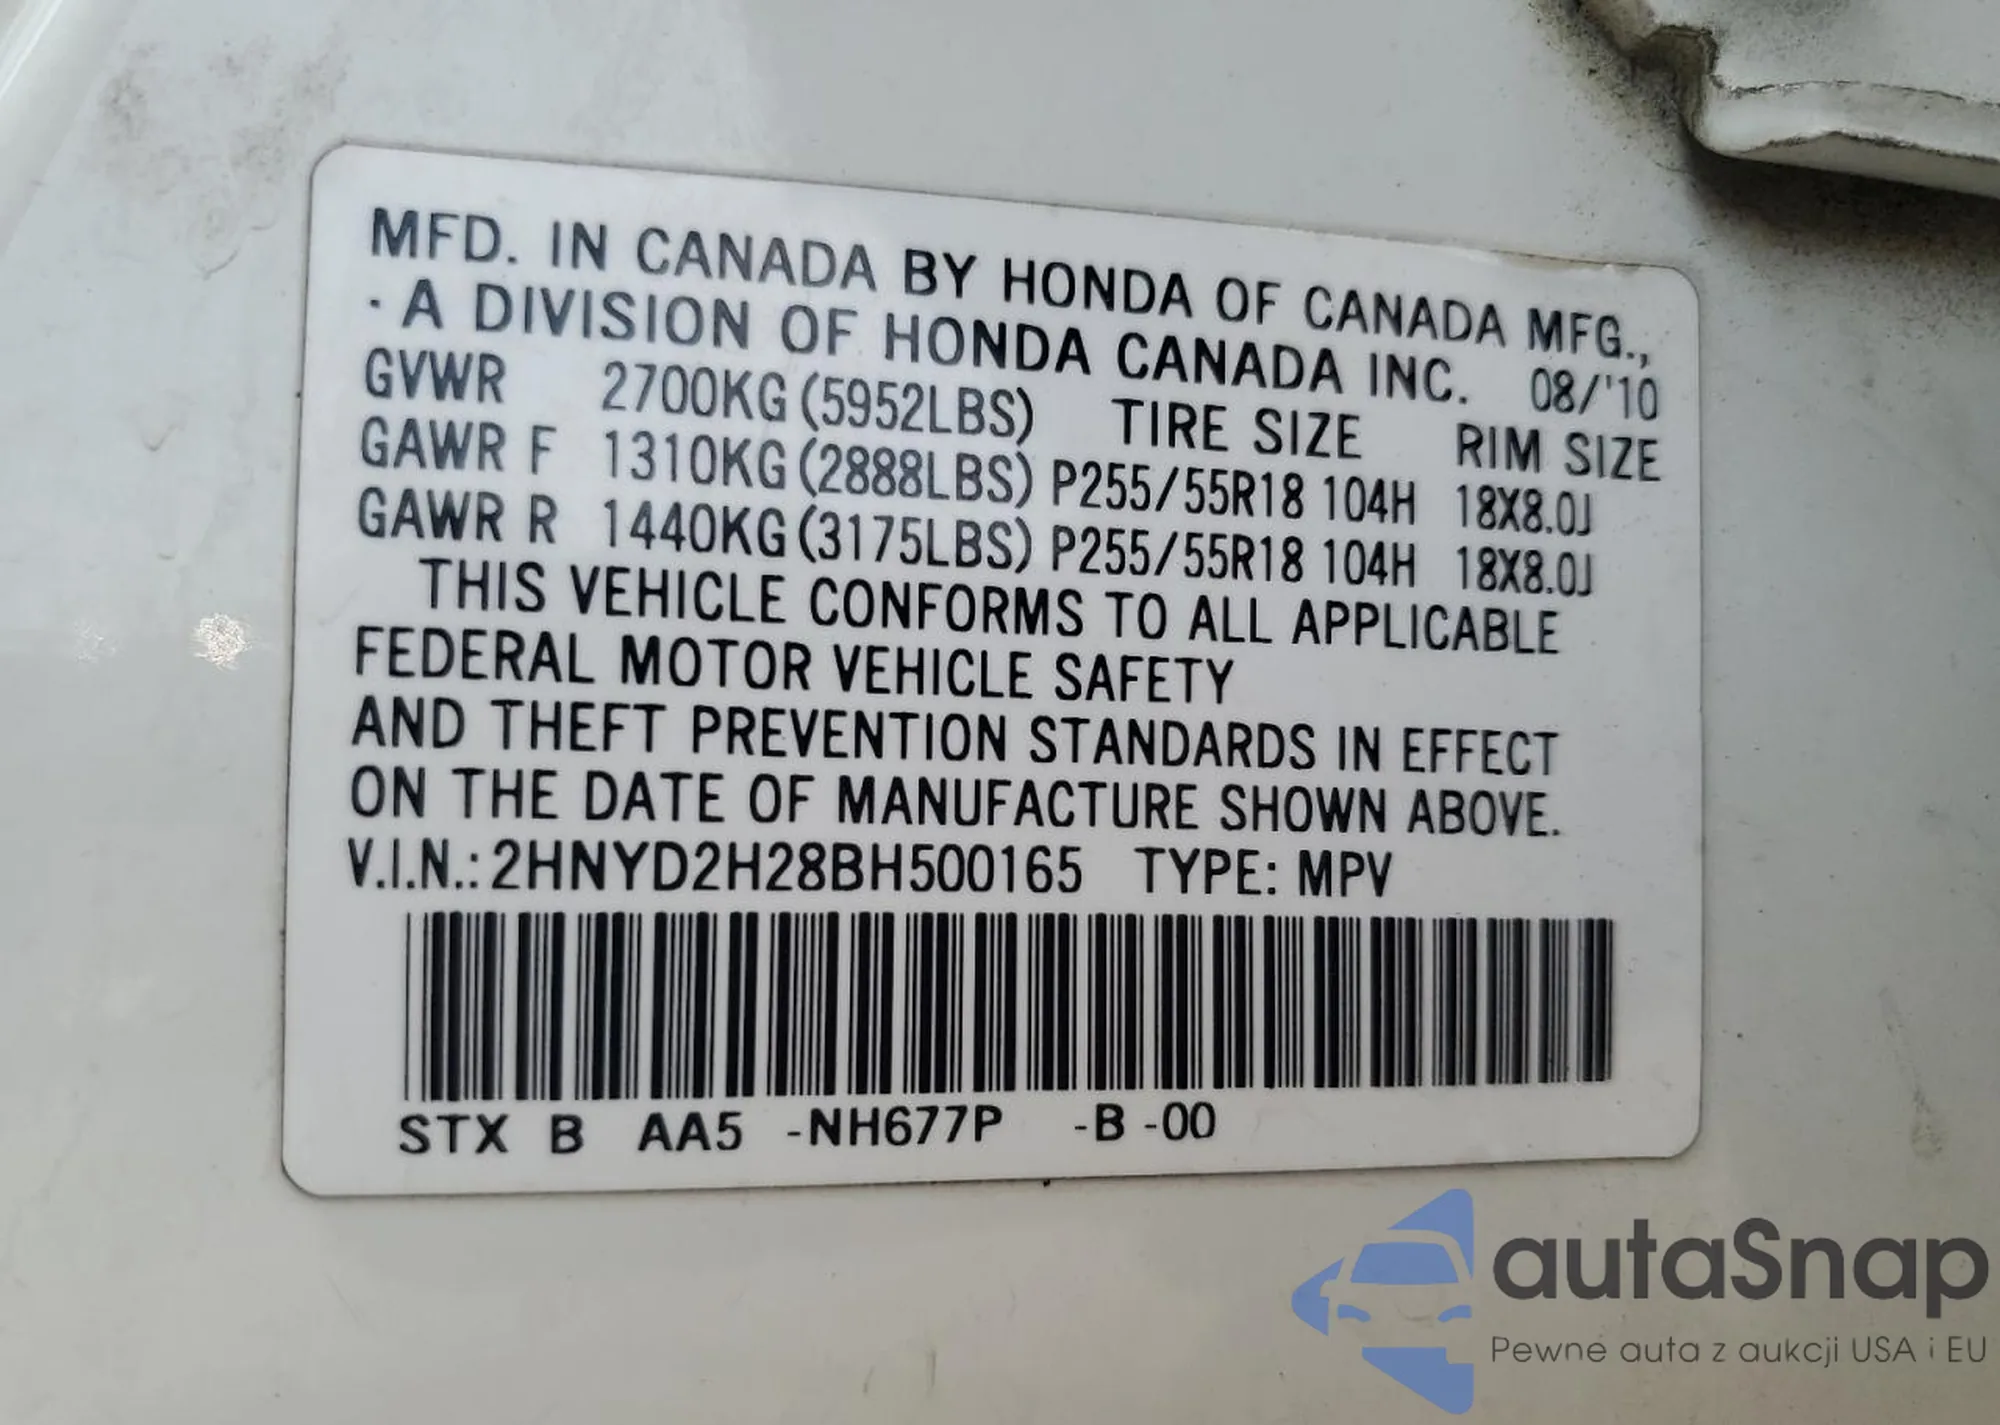 MFD. IN CANADA BY HONDA OF CANADA MFG.,
· A DIVISION OF HONDA CANADA INC. 08/'10
GVWR 2700KG (5952LBS) TIRE SIZE RIM SIZE
GAWR F 1310KG (2888LBS) P255/55R18 104H 18X8.0J
GAWR R 1440KG (3175LBS) P255/55R18 104H 18X8.0J
THIS VEHICLE CONFORMS TO ALL APPLICABLE
FEDERAL MOTOR VEHICLE SAFETY
AND THEFT PREVENTION STANDARDS IN EFFECT
ON THE DATE OF MANUFACTURE SHOWN ABOVE.
V.I.N.: 2HNYD2H28BH500165 TYPE: MPV
STX B AA5 -NH677P -B -00
autaSnap
Pewne auta z aukcji USA i EU